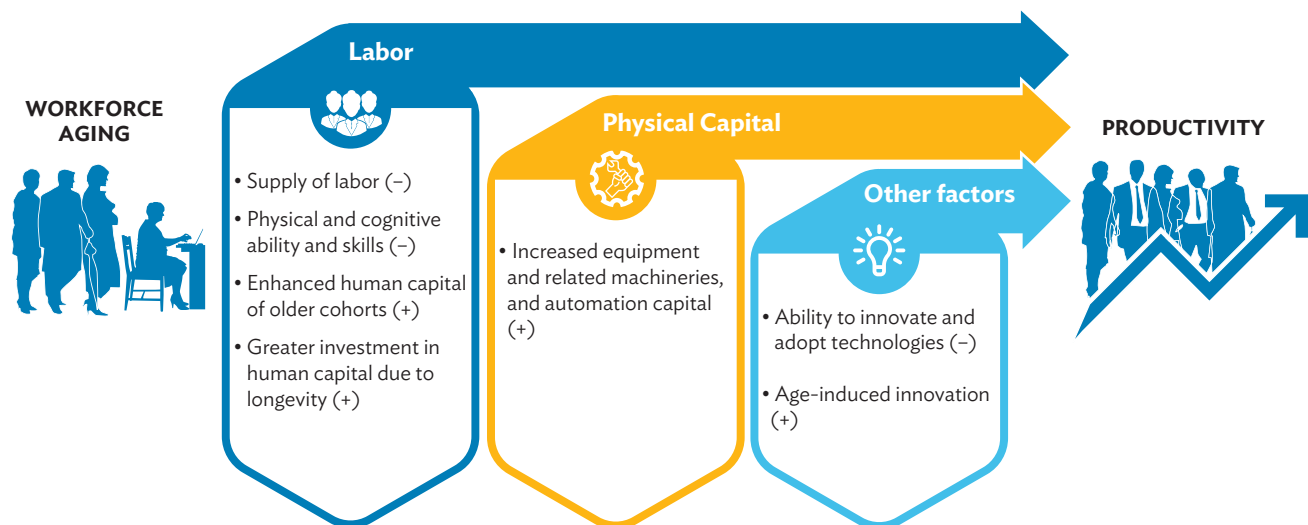 WORKFORCE
AGING
Labor
• Supply of labor (–)
• Physical and cognitive
ability and skills (–)
• Enhanced human capital
of older cohorts (+)
• Greater investment in
human capital due to
longevity (+)
Physical Capital
• Increased equipment
and related machineries,
and automation capital
(+)
Other factors
• Ability to innovate and
adopt technologies (–)
• Age-induced innovation
(+)
PRODUCTIVITY